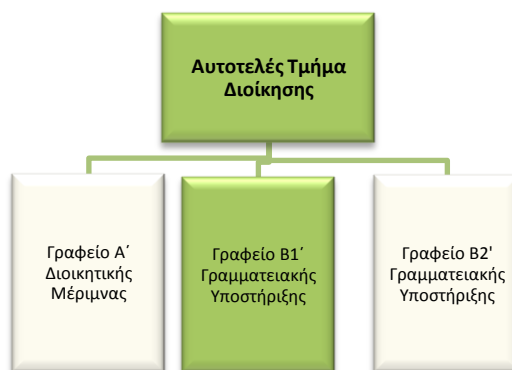 Αυτοτελές Τμήμα
Διοίκησης
Γραφείο Α΄
Διοικητικής
Μέριμνας
Γραφείο Β1΄
Γραμματειακής
Υποστήριξης
Γραφείο Β2'
Γραμματειακής
Υποστήριξης